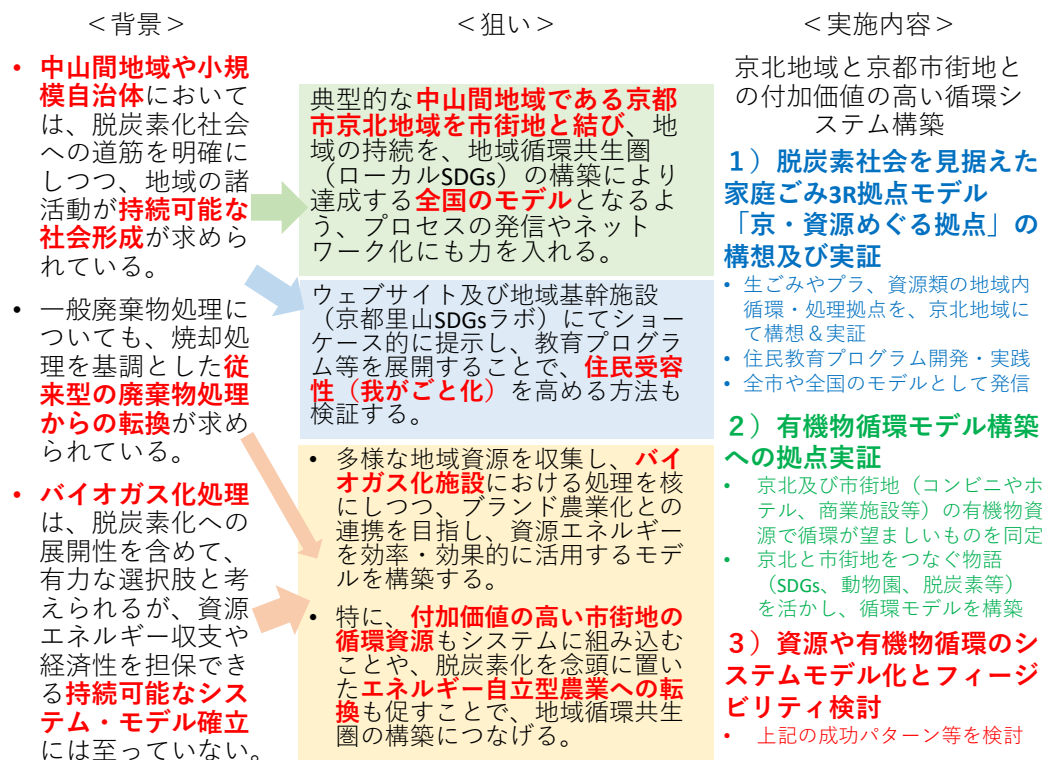 ＜背景＞
• 中山間地域や小規
模自治体において
は、脱炭素化社会
への道筋を明確に
しつつ、地域の諸
活動が持続可能な
社会形成が求めら
れている。
• 一般廃棄物処理に
ついても、焼却処
理を基調とした従
来型の廃棄物処理
からの転換が求め
られている。
• バイオガス化処理
は、脱炭素化への
展開性を含めて、
有力な選択肢と考
えられるが、資源
エネルギー収支や
経済性を担保でき
る持続可能なシス
テム・モデル確立
には至っていない。
＜狙い＞
典型的な中山間地域である京都
市京北地域を市街地と結び、地
域の持続を、地域循環共生圏
（ローカルSDGs）の構築により
達成する全国のモデルとなるよ
う、プロセスの発信やネット
ワーク化にも力を入れる。
ウェブサイト及び地域基幹施設
（京都里山SDGsラボ）にてショー
ケース的に提示し、教育プログラ
ム等を展開することで、住民受容
性（我がごと化）を高める方法も
検証する。
• 多様な地域資源を収集し、バイ
オガス化施設における処理を核
にしつつ、ブランド農業化との
連携を目指し、資源エネルギー
を効率・効果的に活用するモデ
ルを構築する。
• 特に、付加価値の高い市街地の
循環資源もシステムに組み込む
ことや、脱炭素化を念頭に置い
たエネルギー自立型農業への転
換も促すことで、地域循環共生
圏の構築につなげる。
＜実施内容＞
京北地域と京都市街地と
の付加価値の高い循環シ
ステム構築
１）脱炭素社会を見据えた
家庭ごみ3R拠点モデル
「京・資源めぐる拠点」の
構想及び実証
• 生ごみやプラ、資源類の地域内
循環・処理拠点を、京北地域に
て構想＆実証
• 住民教育プログラム開発・実践
• 全市や全国のモデルとして発信
２）有機物循環モデル構築
への拠点実証
• 京北及び市街地（コンビニやホ
テル、商業施設等）の有機物資
源で循環が望ましいものを同定
• 京北と市街地をつなぐ物語
（SDGs、動物園、脱炭素等）
を活かし、循環モデルを構築
３）資源や有機物循環のシ
ステムモデル化とフィージ
ビリティ検討
• 上記の成功パターン等を検討